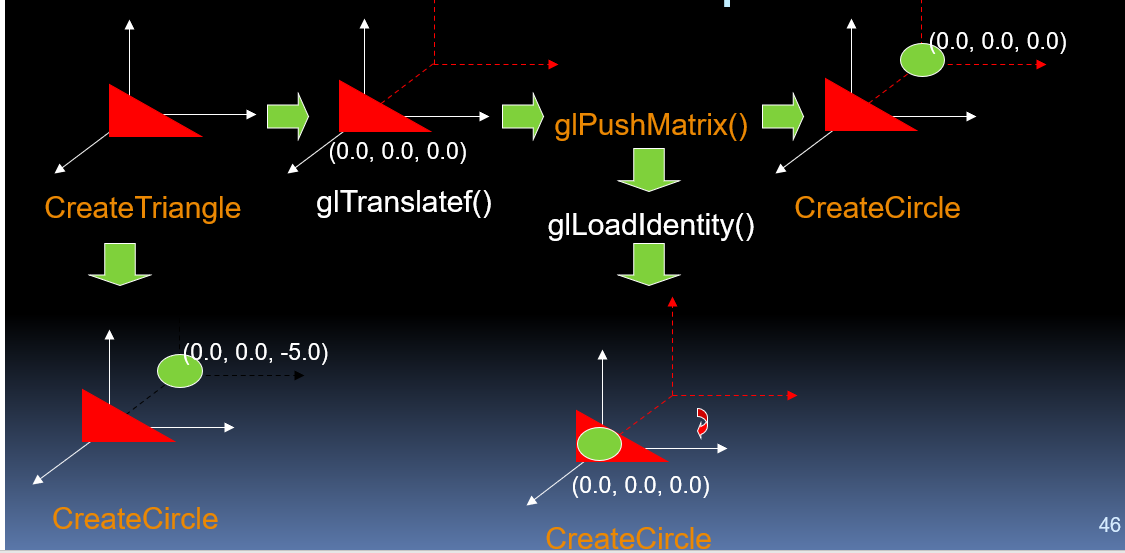 (0.0, 0.0, 0.0)
glPushMatrix()
(0.0, 0.0, 0.0)
CreateTriangle
glTranslatef()
glLoadIdentity()
CreateCircle
(0.0, 0.0, -5.0)
(0.0, 0.0, 0.0)
CreateCircle
CreateCircle
46